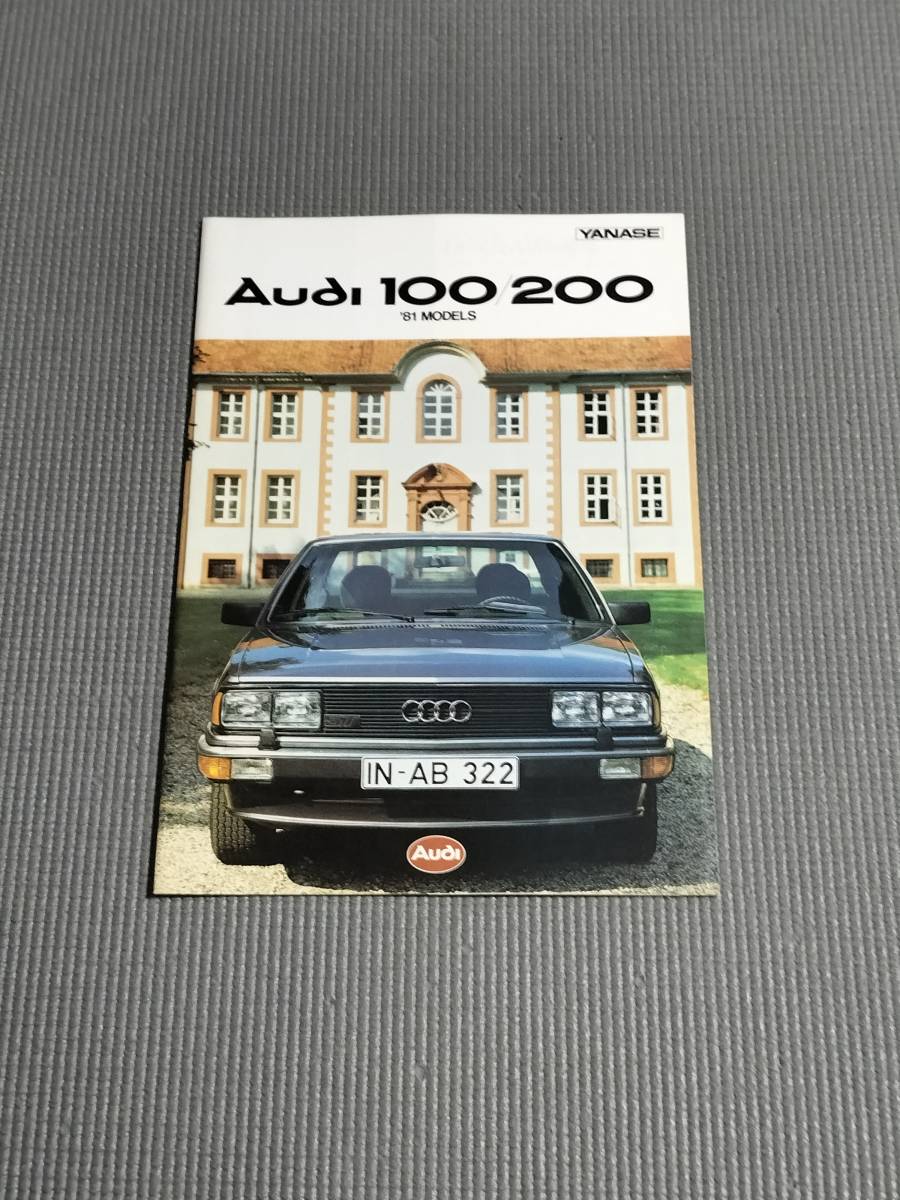 YANASE
Audi 100/200
'81 MODELS
IN-AB 322
Audi